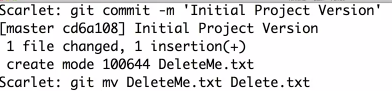 Scarlet: git commit -m 'Initial Project Version'
[master cd6a108] Initial Project Version
 1 file changed, 1 insertion(+)
 create mode 100644 DeleteMe.txt
Scarlet: git mv DeleteMe.txt Delete.txt